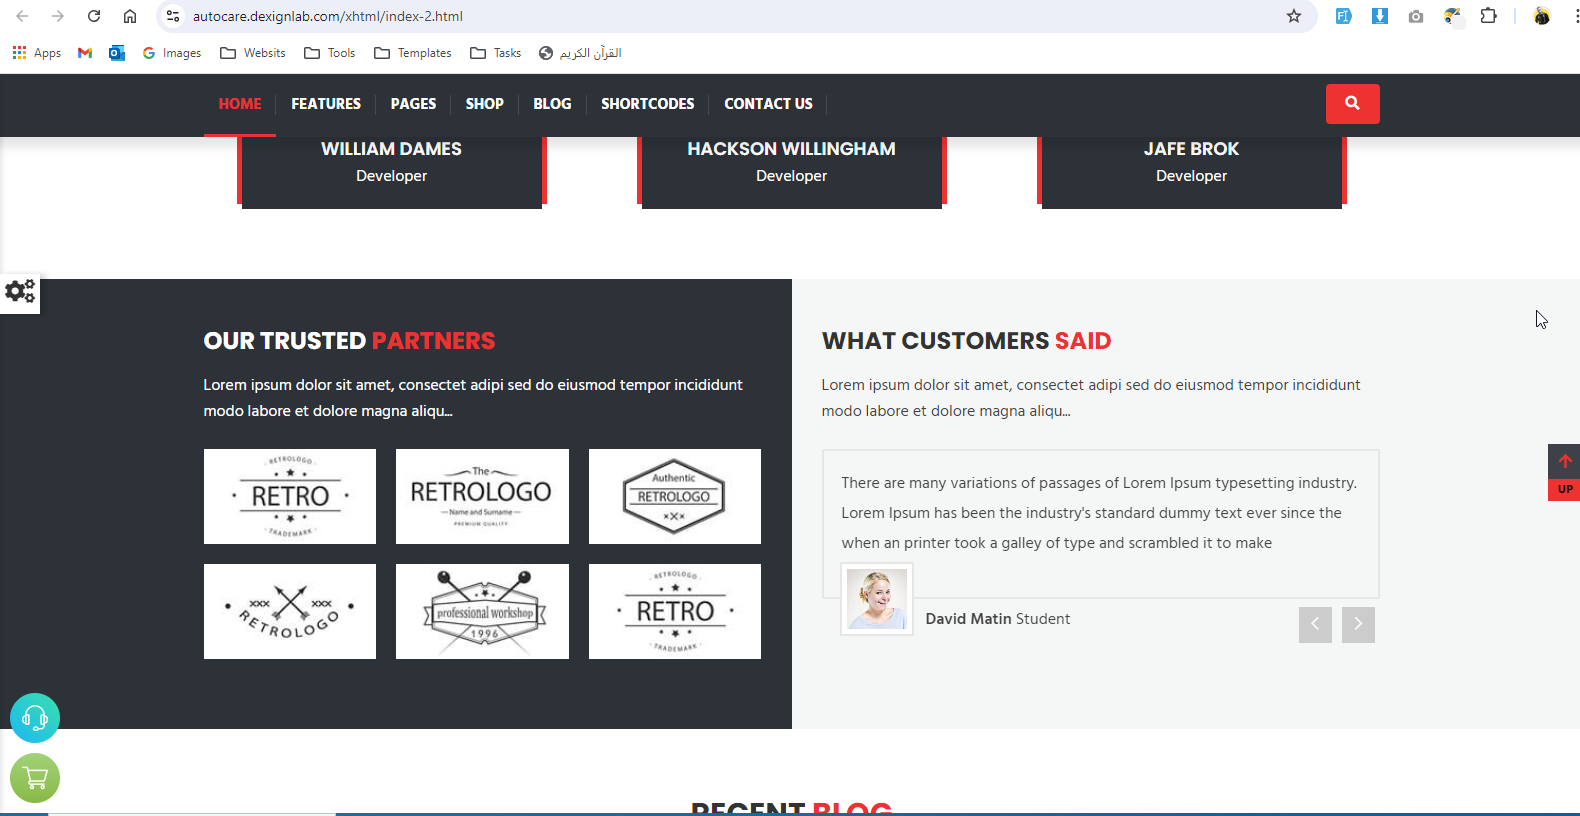 autocare.dexignlab.com/xhtml/index-2.html
Apps
Images
Websits
Tools
Templates
Tasks
القرآن الكريم
HOME
FEATURES
PAGES
SHOP
BLOG
SHORTCODES
CONTACT US
WILLIAM DAMES
Developer
HACKSON WILLINGHAM
Developer
JAFE BROK
Developer
OUR TRUSTED PARTNERS
Lorem ipsum dolor sit amet, consectet adipi sed do eiusmod tempor incididunt
modo labore et dolore magna aliqu...
RETROLOGO
RETRO
TRADEMARK
The
RETROLOGO
Name and Surname
PREMIUM QUALITY
Authentic
RETROLOGO
xXx
xxx xxx
RETROLOGO
professional workshop
1996
RETROLOGO
RETRO
TRADEMARK
WHAT CUSTOMERS SAID
Lorem ipsum dolor sit amet, consectet adipi sed do eiusmod tempor incididunt
modo labore et dolore magna aliqu...
There are many variations of passages of Lorem Ipsum typesetting industry.
Lorem Ipsum has been the industry's standard dummy text ever since the
when an printer took a galley of type and scrambled it to make
David Matin Student
UP
RECENT BLOG